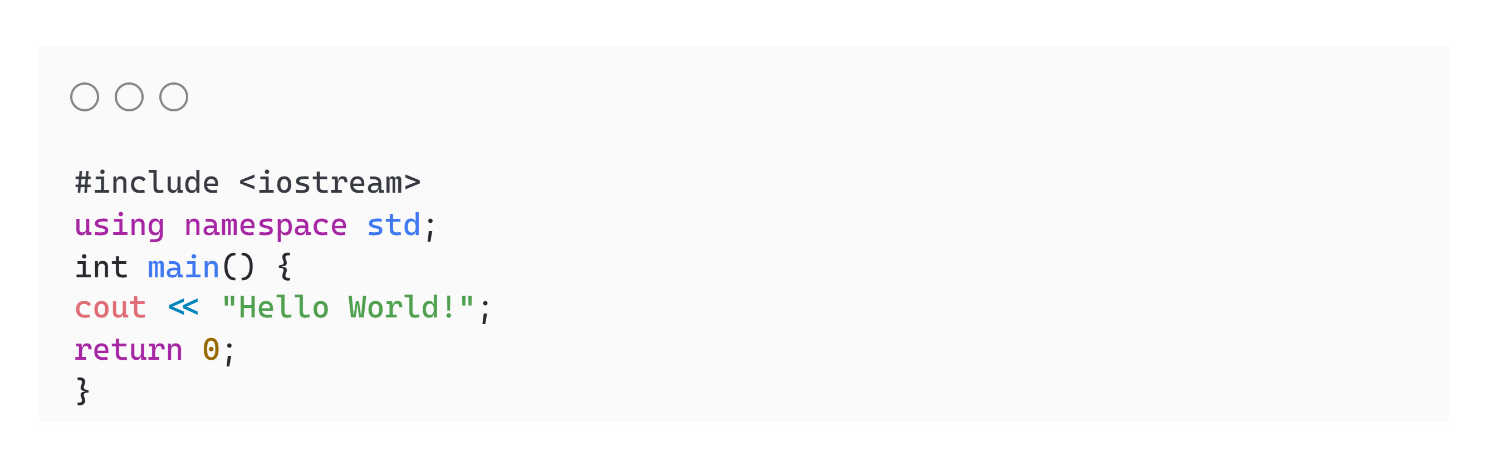 #include <iostream>
using namespace std;
int main() {
cout << "Hello World!";
return 0;
}